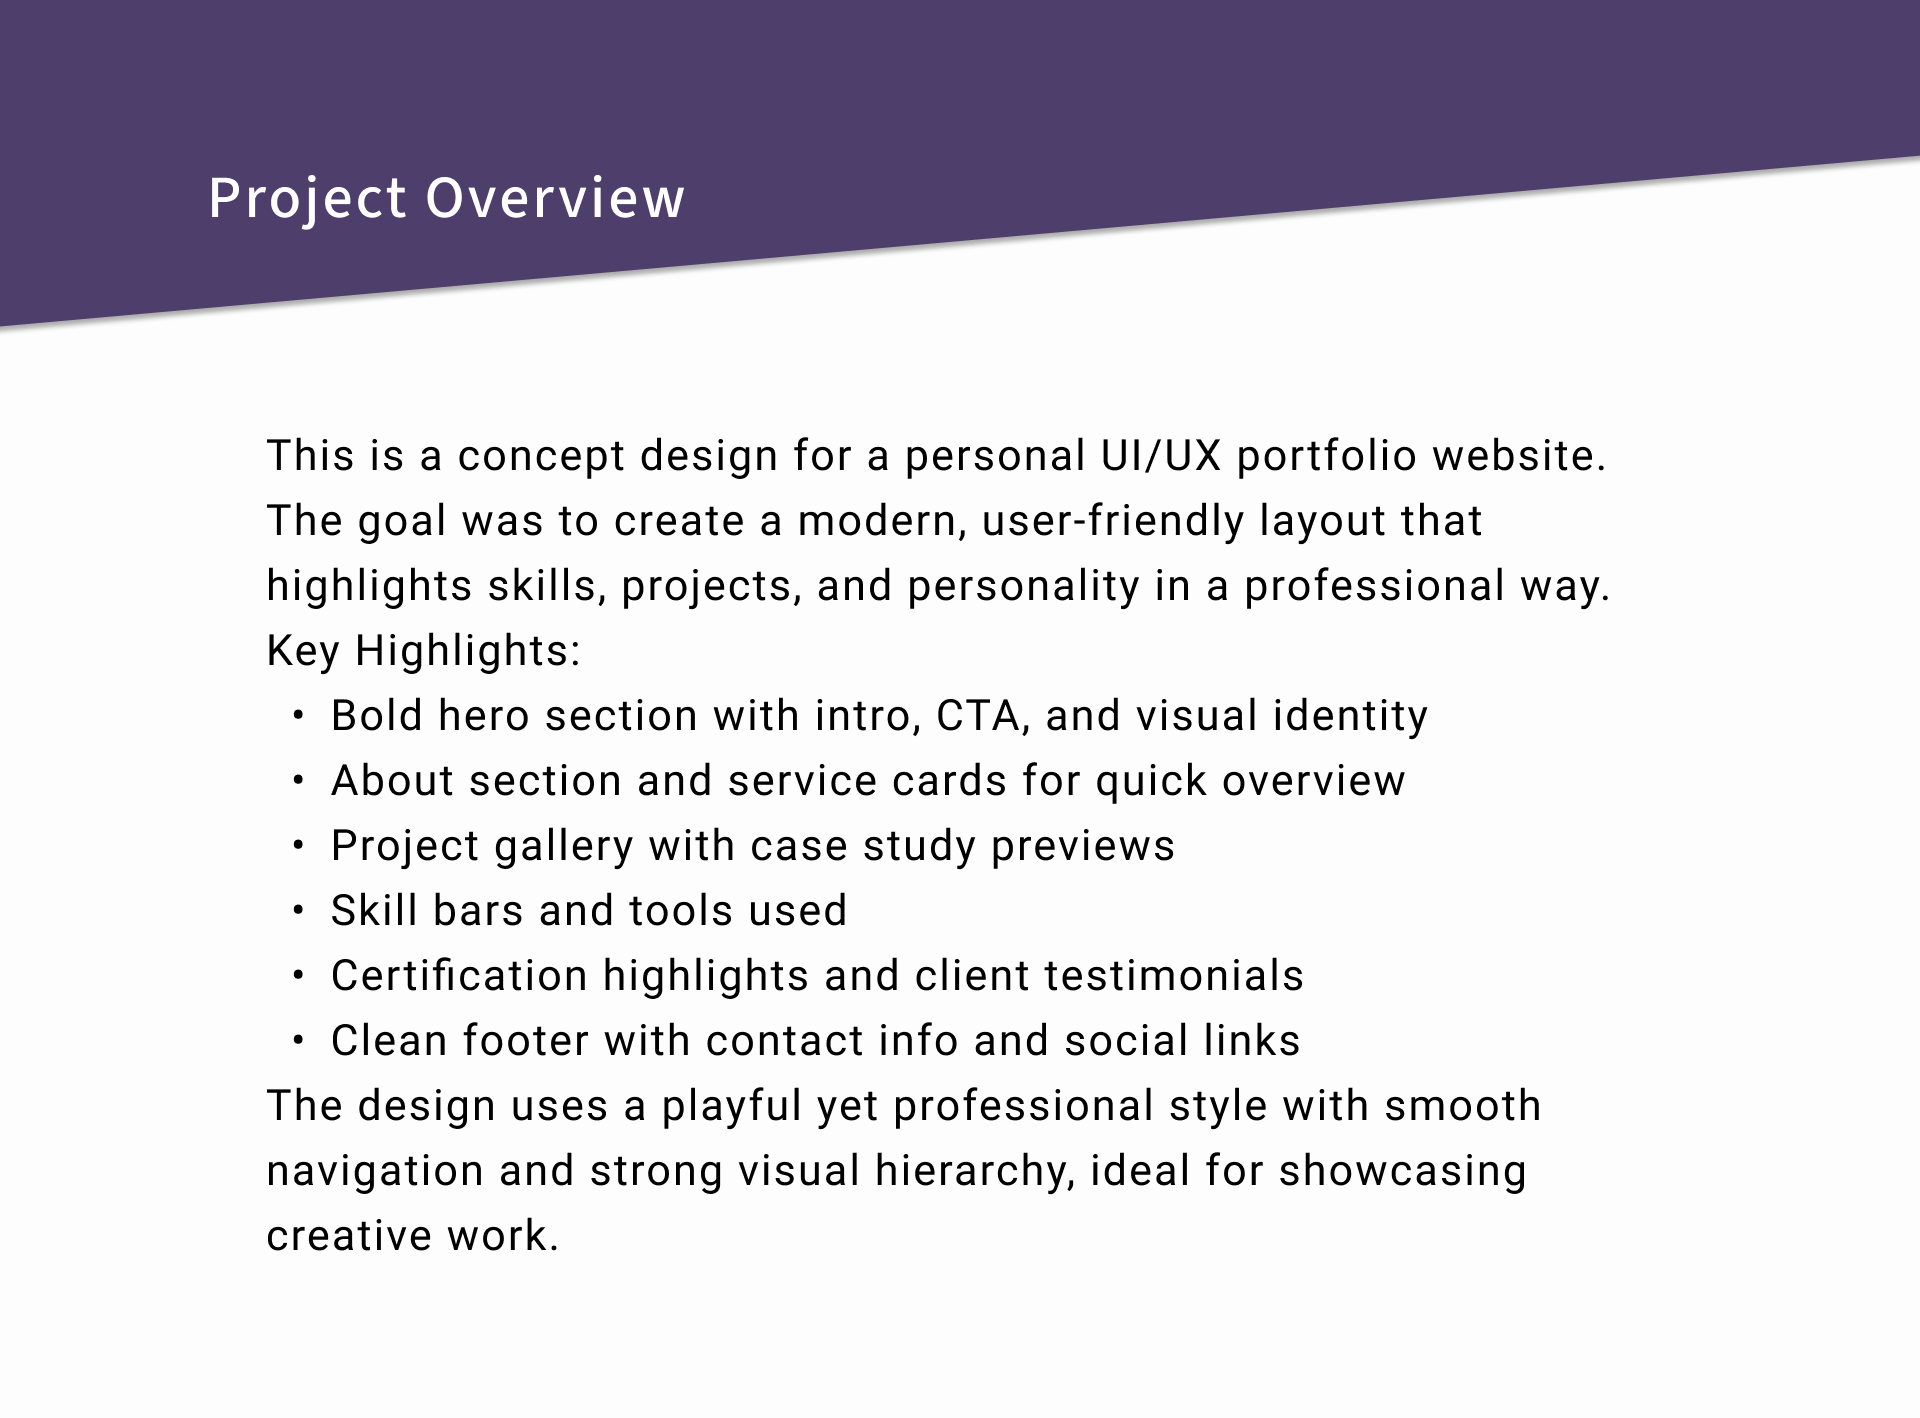 Project Overview
This is a concept design for a personal UI/UX portfolio website.
The goal was to create a modern, user-friendly layout that
highlights skills, projects, and personality in a professional way.
Key Highlights:
• Bold hero section with intro, CTA, and visual identity
• About section and service cards for quick overview
• Project gallery with case study previews
• Skill bars and tools used
• Certification highlights and client testimonials
• Clean footer with contact info and social links
The design uses a playful yet professional style with smooth
navigation and strong visual hierarchy, ideal for showcasing
creative work.